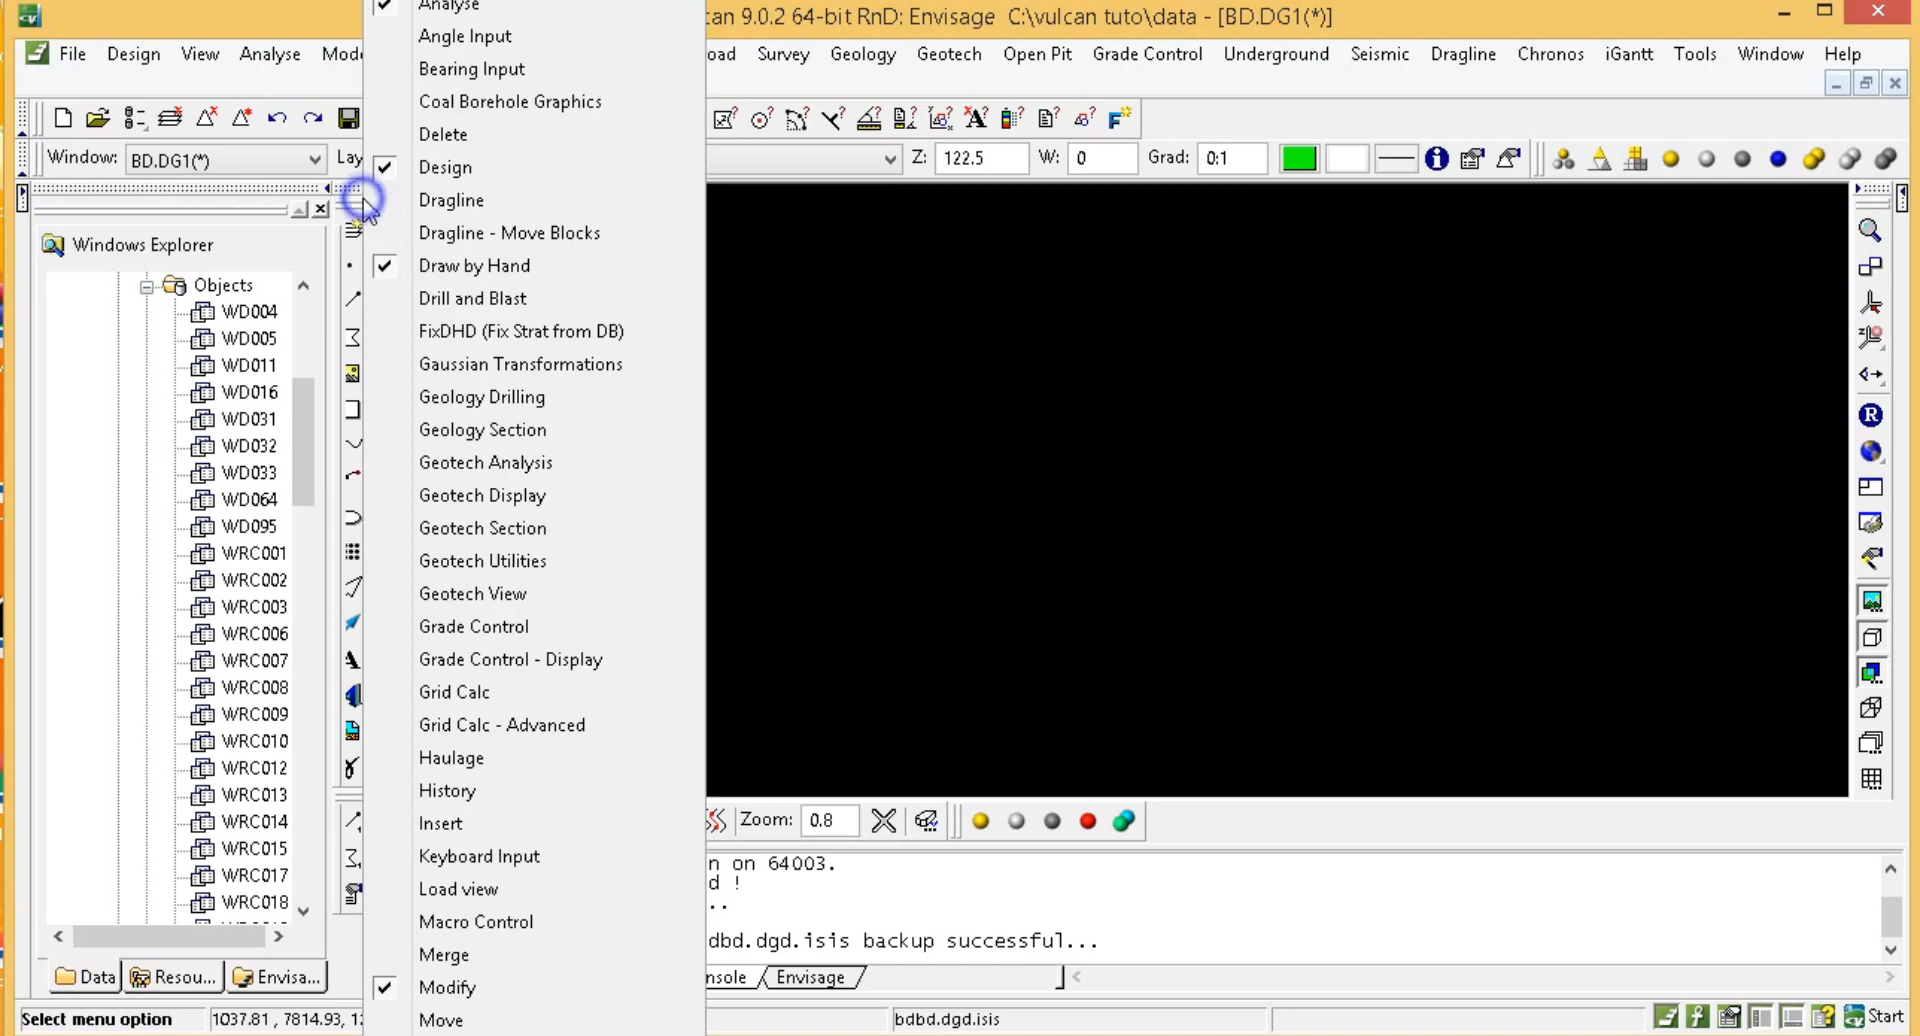 can 9.0.2 64-bit RnD: Envisage C:\vulcan tuto\data - [BD.DG1(*)]
File Design View Analyse Mode
oad Survey Geology Geotech Open Pit Grade Control Underground Seismic Dragline Chronos iGantt Tools Window Help
Window: BD.DG1(*) Lay
Z: 122.5 W: 0 Grad: 0:1
Windows Explorer
Objects
WD004
WD005
WD011
WD016
WD031
WD032
WD033
WD064
WD095
WRC001
WRC002
WRC003
WRC006
WRC007
WRC008
WRC009
WRC010
WRC012
WRC013
WRC014
WRC015
WRC017
WRC018
Data Resou... Envisa...
Analyse
Angle Input
Bearing Input
Coal Borehole Graphics
Delete
Design
Dragline
Dragline - Move Blocks
Draw by Hand
Drill and Blast
FixDHD (Fix Strat from DB)
Gaussian Transformations
Geology Drilling
Geology Section
Geotech Analysis
Geotech Display
Geotech Section
Geotech Utilities
Geotech View
Grade Control
Grade Control - Display
Grid Calc
Grid Calc - Advanced
Haulage
History
Insert
Keyboard Input
Load view
Macro Control
Merge
Modify
Move
Zoom: 0.8
n on 64003.
d !
..
dbd.dgd.isis backup successful...
nsole Envisage
Select menu option 1037.81 , 7814.93, 12
bdbd.dgd.isis
Start